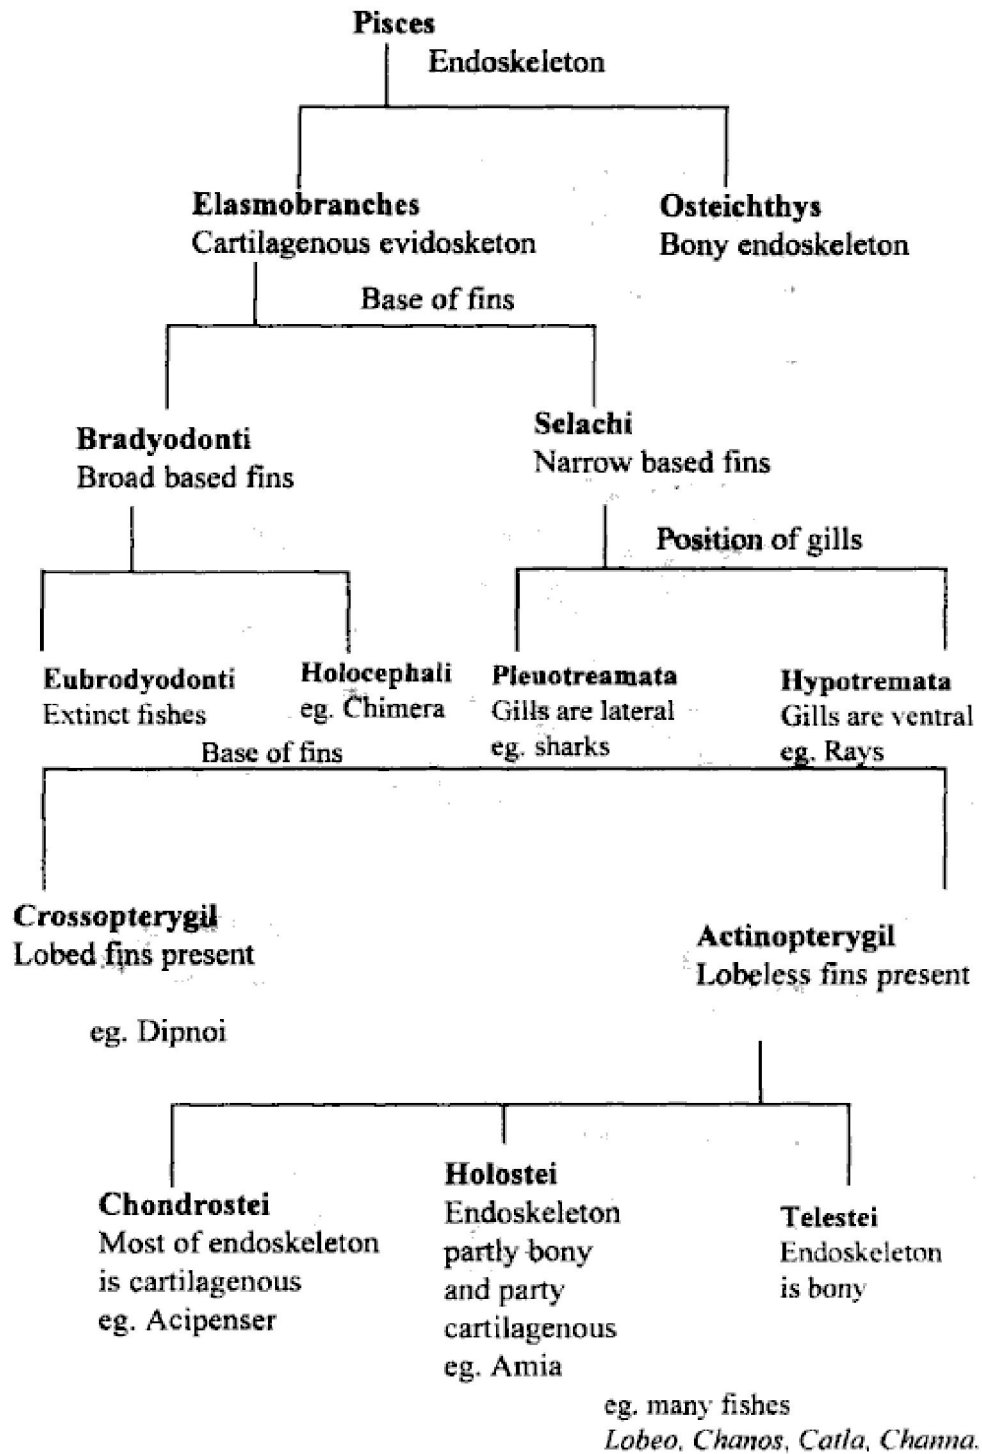 Pisces
Endoskeleton
Elasmobranches
Cartilagenous evidosketon
Osteichthys
Bony endoskeleton
Base of fins
Bradyodonti
Broad based fins
Selachi
Narrow based fins
Position of gills
Eubrodyodonti
Extinct fishes
Holocephali
eg. Chimera
Pleuotreamata
Gills are lateral
eg. sharks
Hypotremata
Gills are ventral
eg. Rays
Base of fins
Crossopterygil
Lobed fins present
eg. Dipnoi
Actinopterygil
Lobeless fins present
Chondrostei
Most of endoskeleton
is cartilagenous
eg. Acipenser
Holostei
Endoskeleton
partly bony
and party
cartilagenous
eg. Amia
Telestei
Endoskeleton
is bony
eg. many fishes
Lobeo, Chanos, Catla, Channa.